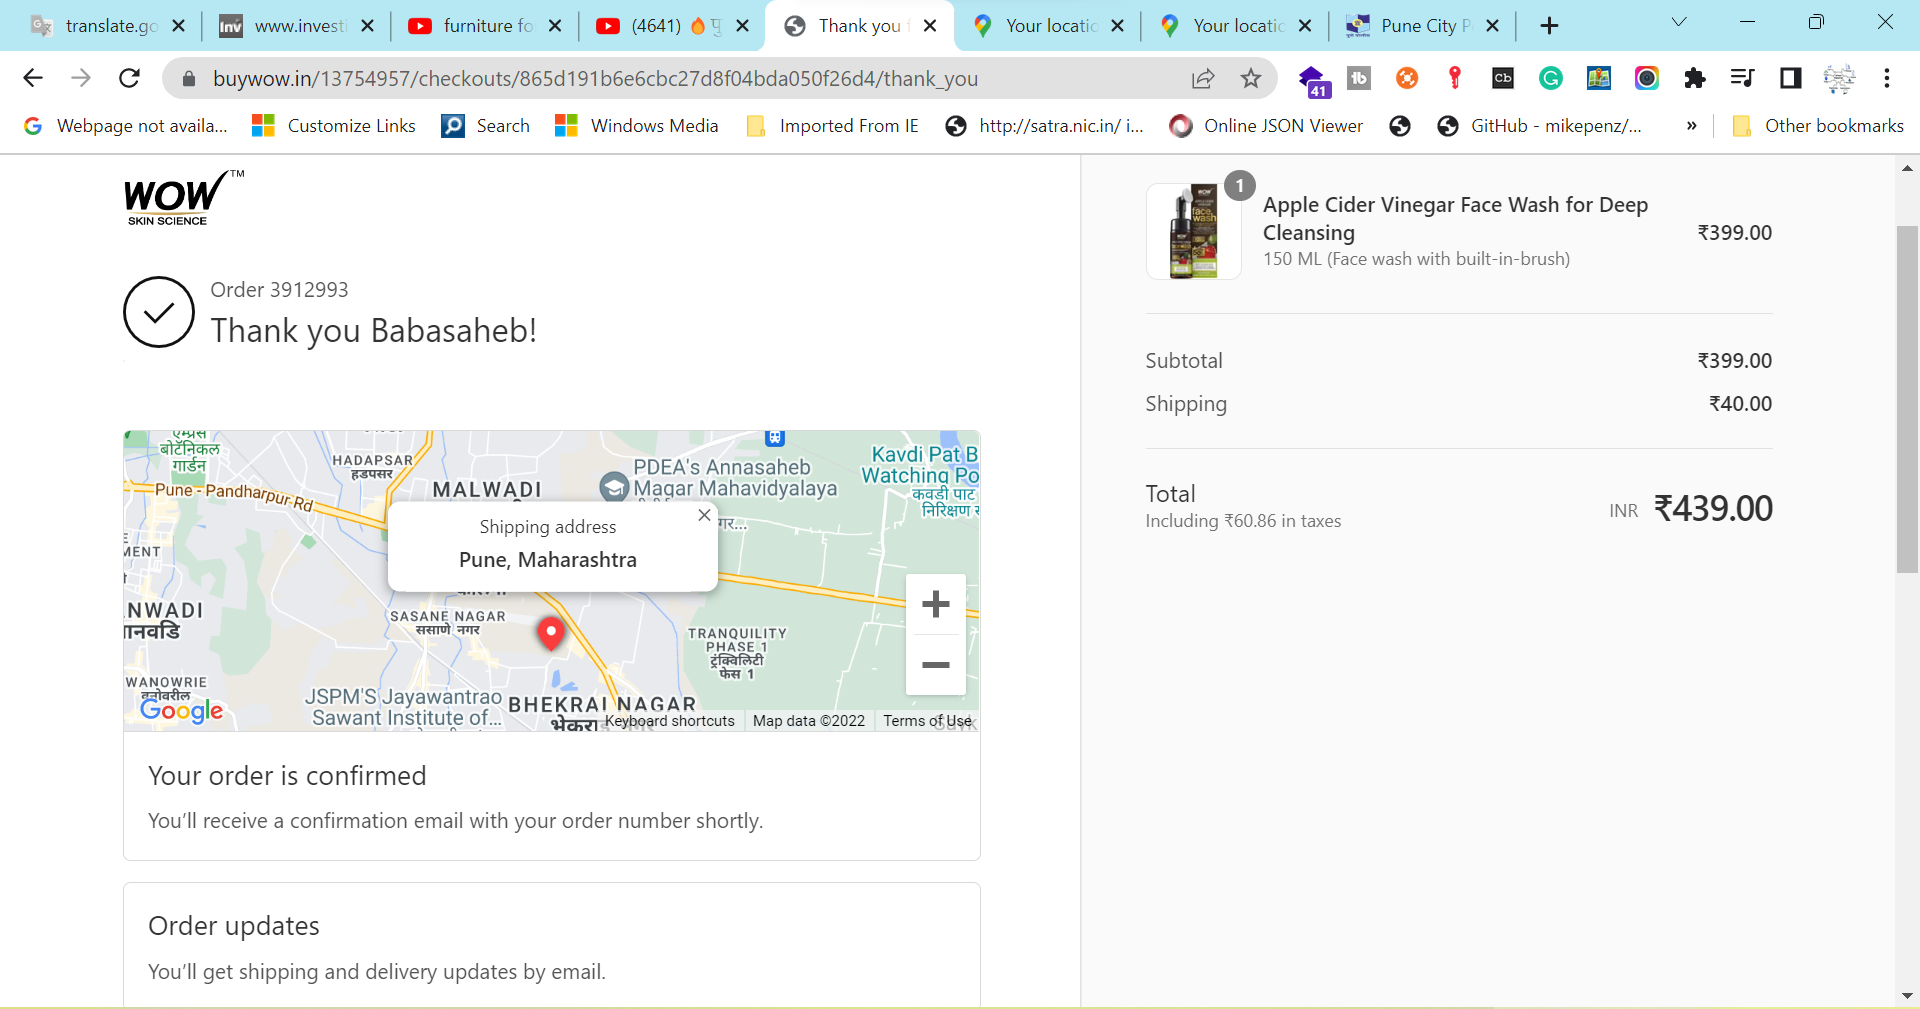 translate.go
www.investi
furniture fo
(4641) 🔥 पु
Thank you f
Your locatio
Your locatio
Pune City P
buywow.in/13754957/checkouts/865d191b6e6cbc27d8f04bda050f26d4/thank_you
41
Webpage not availa...
Customize Links
Search
Windows Media
Imported From IE
http://satra.nic.in/ i...
Online JSON Viewer
GitHub - mikepenz/...
»
Other bookmarks
WOW™
SKIN SCIENCE
Order 3912993
Thank you Babasaheb!
बोटॅनिकल
गार्डन
HADAPSAR
हडपसर
Pune - Pandharpur Rd
MALWADI
PDEA's Annasaheb
Magar Mahavidyalaya
Kavdi Pat B
Watching Po
कवडी पाट
निरिक्षण
गर...
Shipping address
Pune, Maharashtra
MENT
NWADI
ानवडि
SASANE NAGAR
ससाणे नगर
TRANQUILITY
PHASE 1
ट्रंक्विलिटी
फेस 1
WANOWRIE
वानोवरील
Google
JSPM'S Jayawantrao
Sawant Institute of...
BHEKRAI NAGAR
Keyboard shortcuts
Map data ©2022
Terms of Use
Your order is confirmed
You'll receive a confirmation email with your order number shortly.
Order updates
You'll get shipping and delivery updates by email.
1
Apple Cider Vinegar Face Wash for Deep
Cleansing
150 ML (Face wash with built-in-brush)
₹399.00
Subtotal
₹399.00
Shipping
₹40.00
Total
Including ₹60.86 in taxes
INR ₹439.00